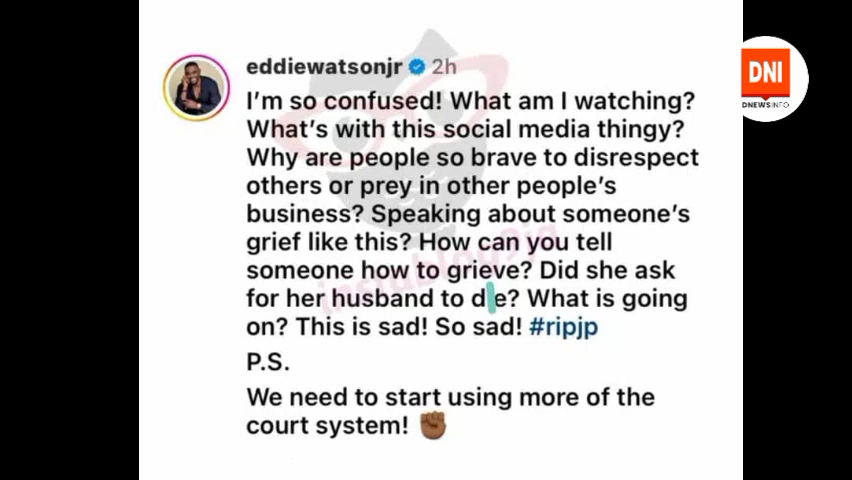 eddiewatsonjr 2h
I'm so confused! What am I watching?
What's with this social media thingy?
Why are people so brave to disrespect
others or prey in other people's
business? Speaking about someone's
grief like this? How can you tell
someone how to grieve? Did she ask
for her husband to d e? What is going
on? This is sad! So sad! #ripjp
P.S.
We need to start using more of the
court system! ✊🏾
DNI
DNEWSINFO
instablog9ja